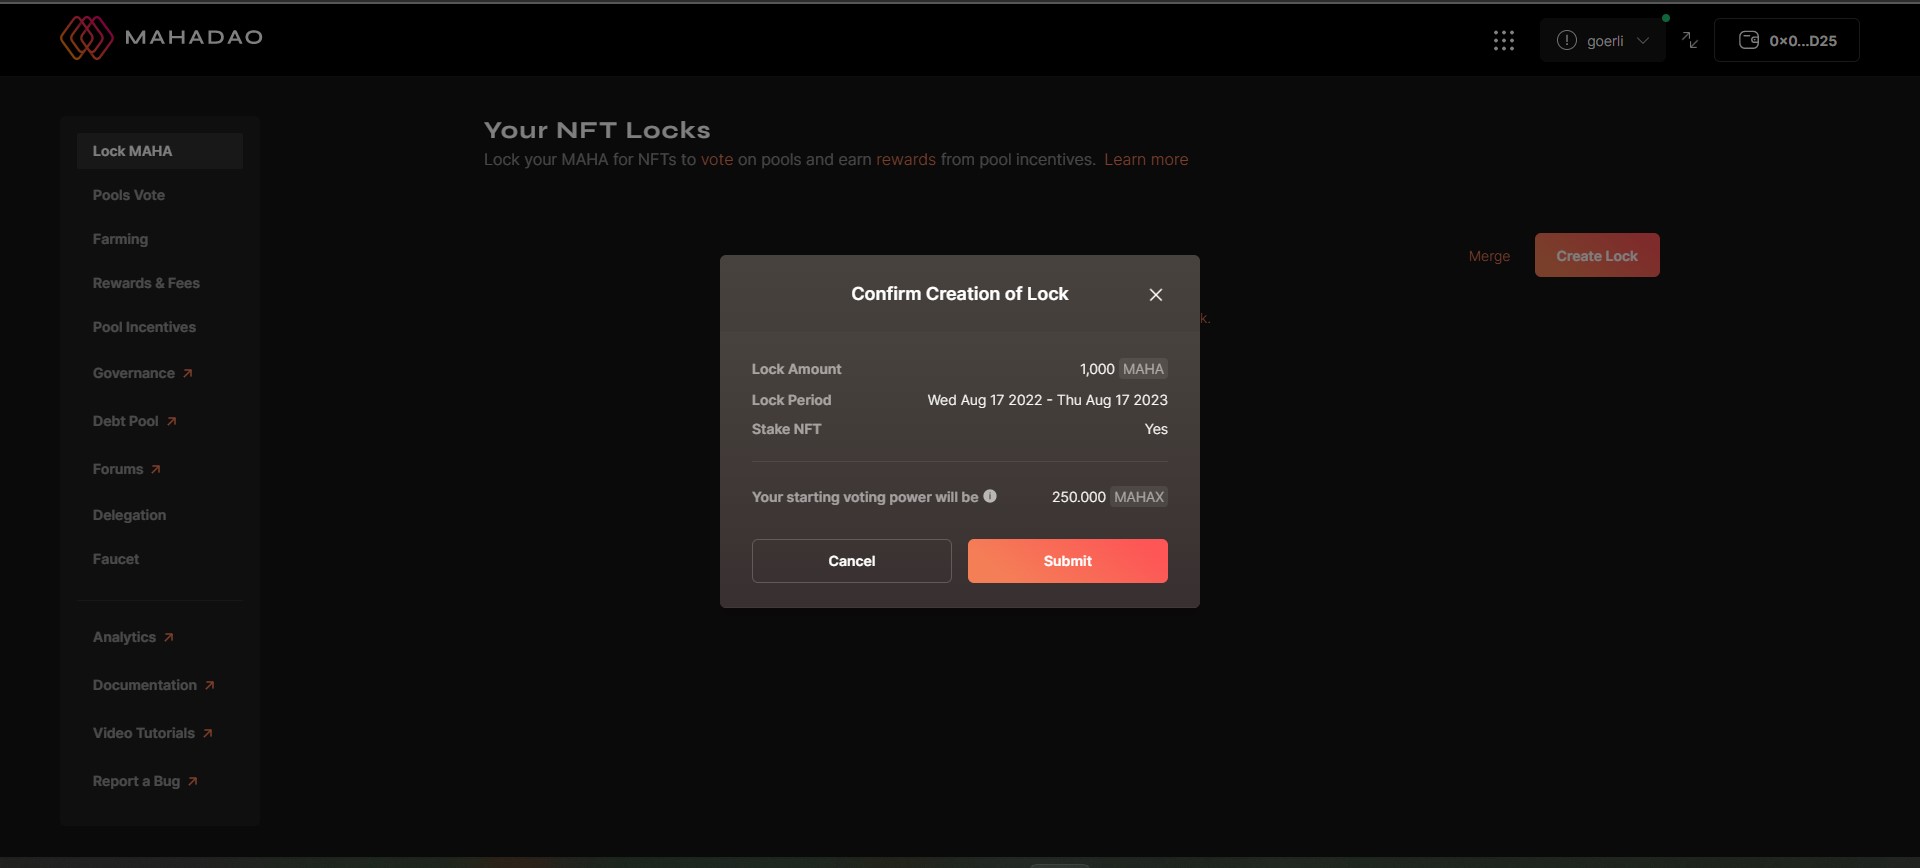 MAHADAO
goerli
0×0...D25
Lock MAHA
Pools Vote
Farming
Rewards & Fees
Pool Incentives
Governance
Debt Pool
Forums
Delegation
Faucet
Analytics
Documentation
Video Tutorials
Report a Bug
Your NFT Locks
Lock your MAHA for NFTs to vote on pools and earn rewards from pool incentives. Learn more
Merge
Create Lock
k.
Confirm Creation of Lock
Lock Amount 1,000 MAHA
Lock Period Wed Aug 17 2022 - Thu Aug 17 2023
Stake NFT Yes
Your starting voting power will be 250.000 MAHAX
Cancel
Submit